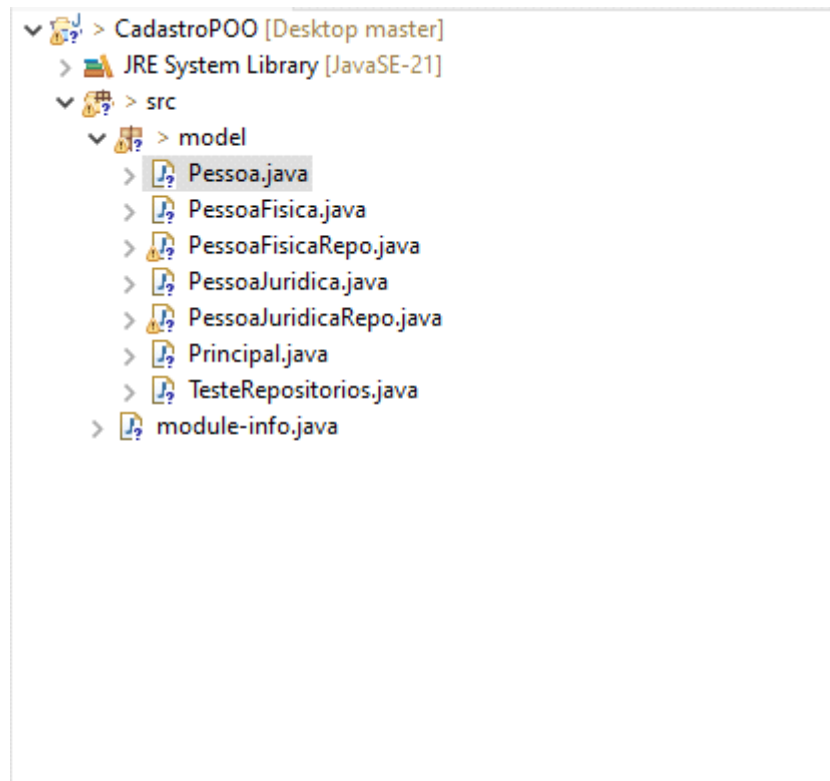 > CadastroPOO [Desktop master]
JRE System Library [JavaSE-21]
> src
> model
Pessoa.java
PessoaFisica.java
PessoaFisicaRepo.java
PessoaJuridica.java
PessoaJuridicaRepo.java
Principal.java
TesteRepositorios.java
module-info.java